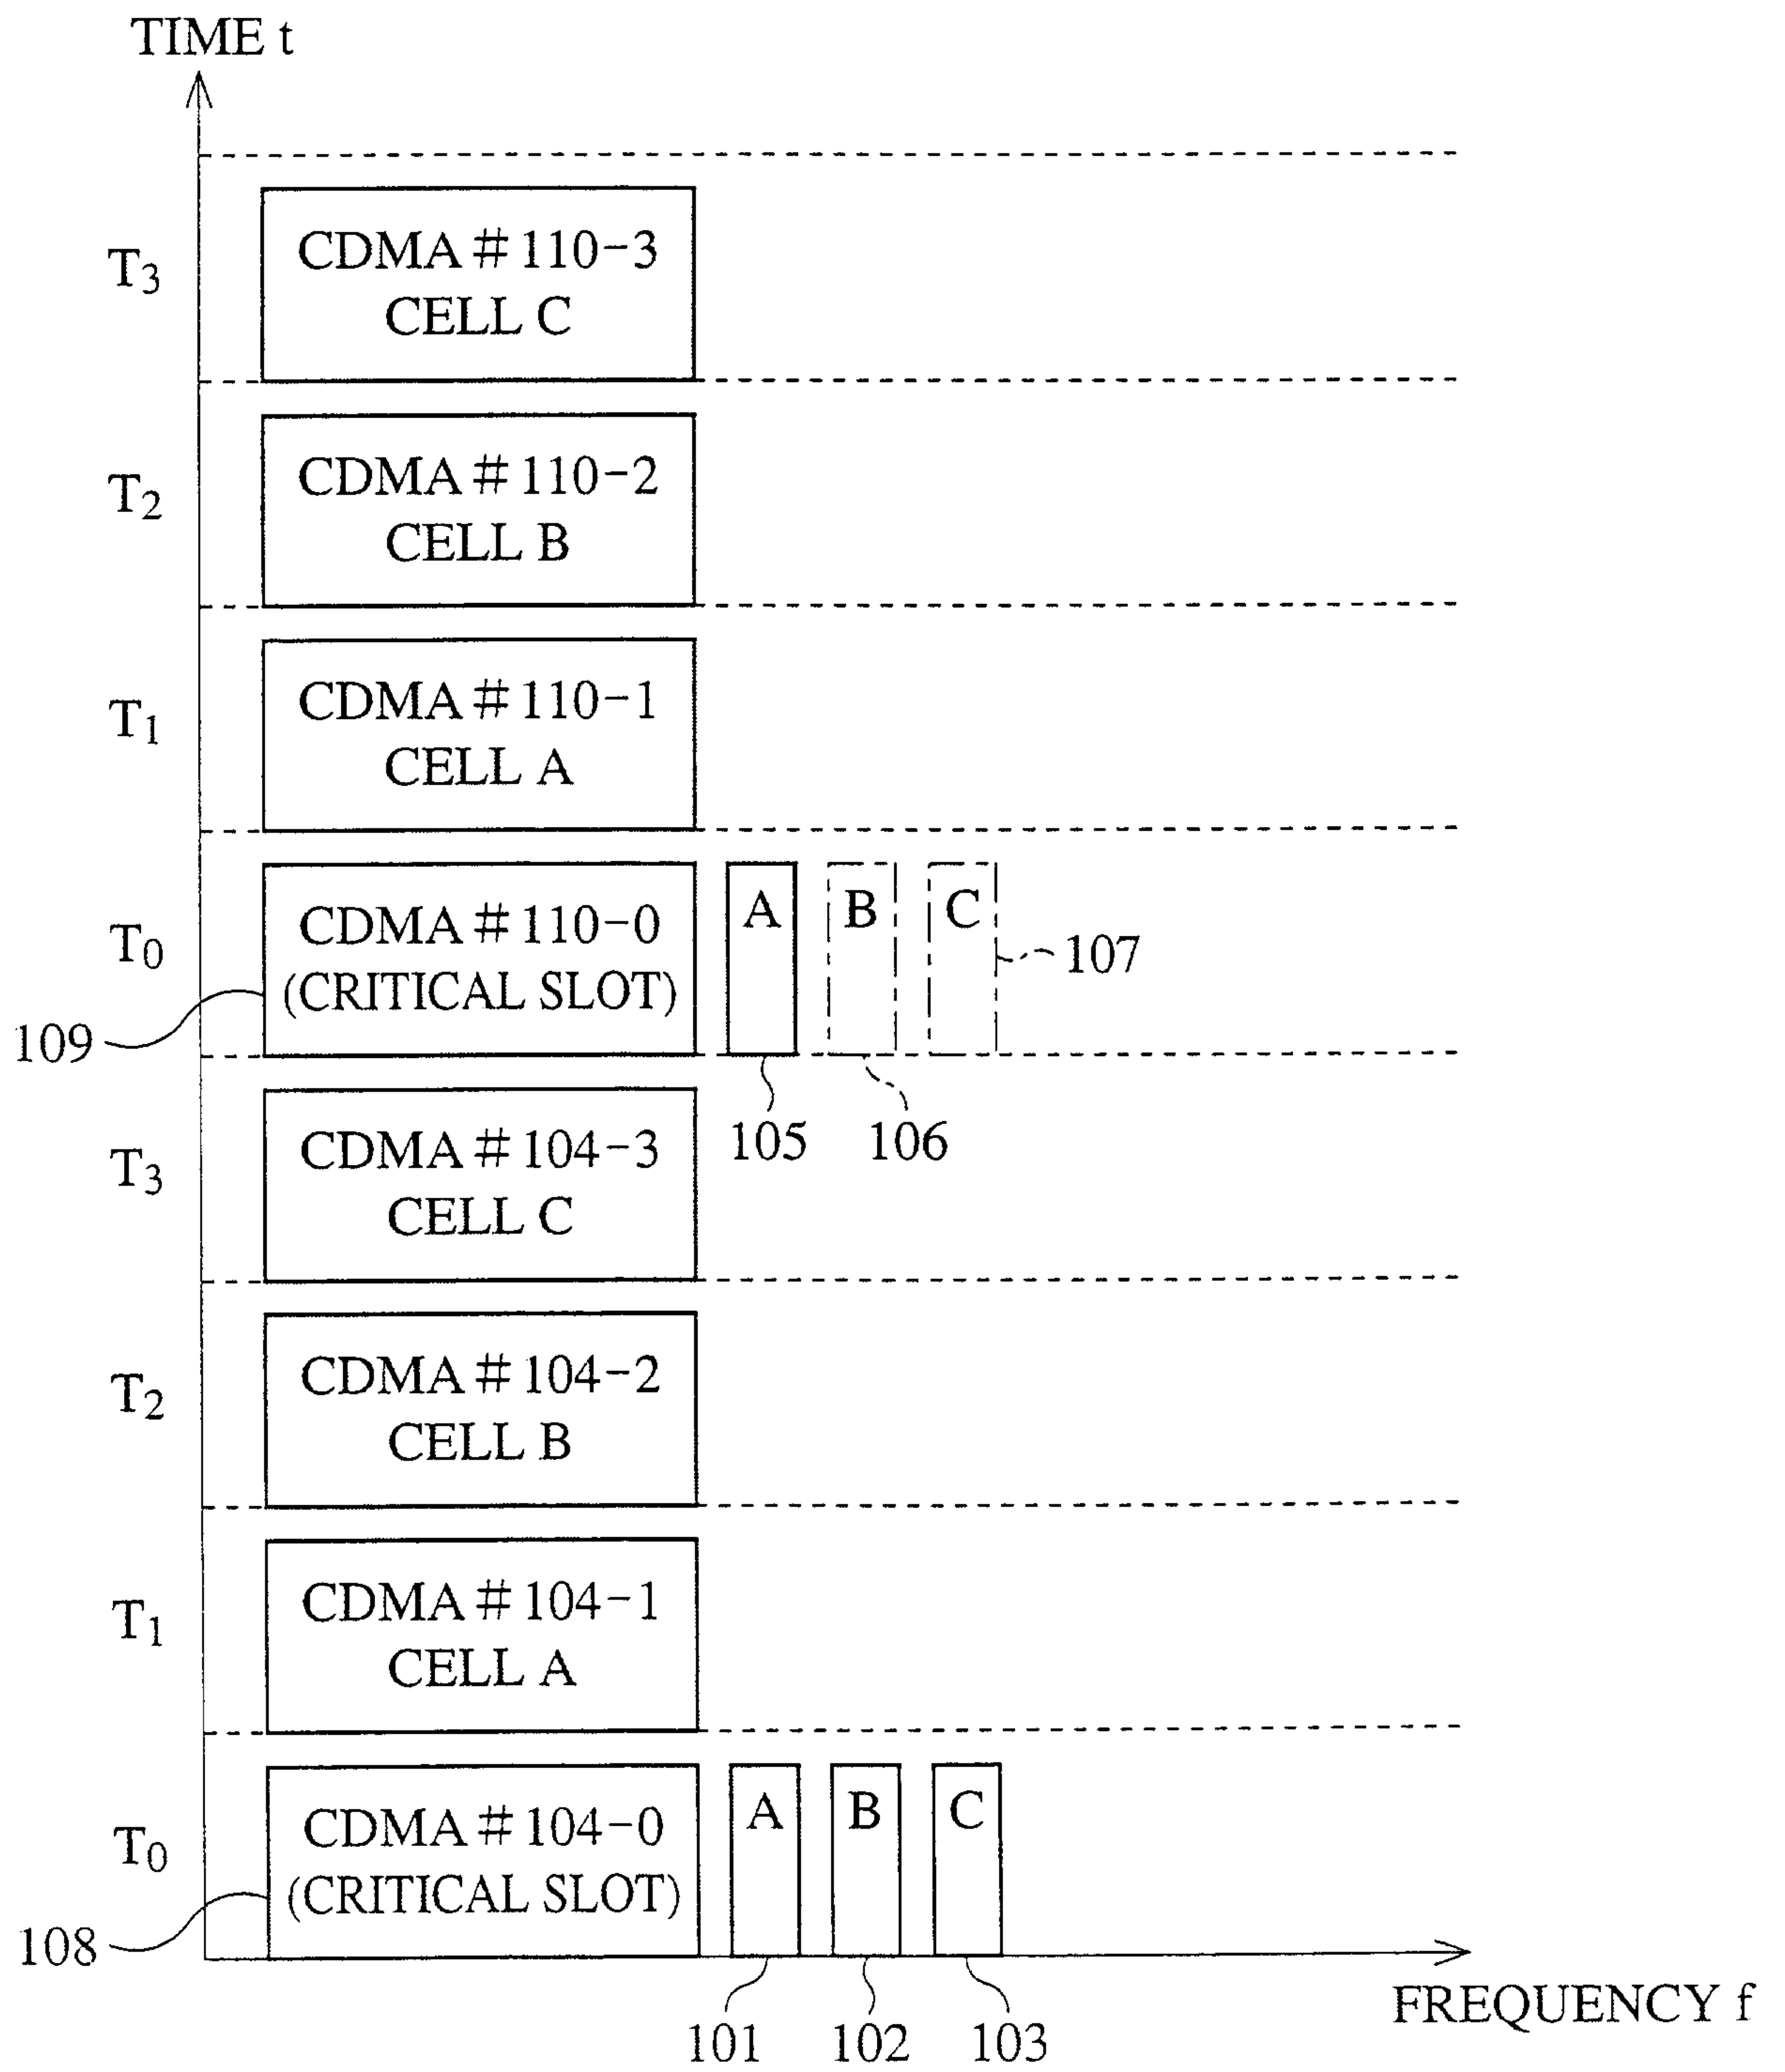 TIME t
T3
CDMA # 110-3
CELL C
T2
CDMA # 110-2
CELL B
T1
CDMA # 110-1
CELL A
T0
CDMA # 110-0
(CRITICAL SLOT)
A
B
C
107
109
105
106
T3
CDMA # 104-3
CELL C
T2
CDMA # 104-2
CELL B
T1
CDMA # 104-1
CELL A
T0
CDMA # 104-0
(CRITICAL SLOT)
A
B
C
108
101
102
103
FREQUENCY f